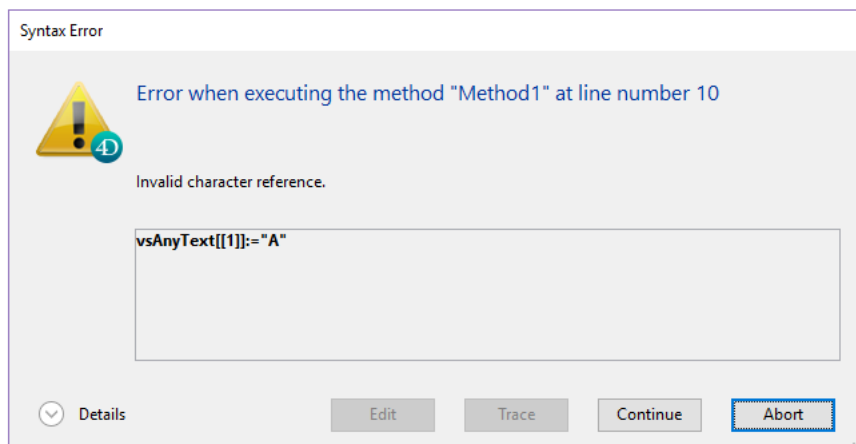 Syntax Error
Error when executing the method "Method1" at line number 10
4D
Invalid character reference.
vsAnyText[[1]]:="A"
Details
Edit
Trace
Continue
Abort